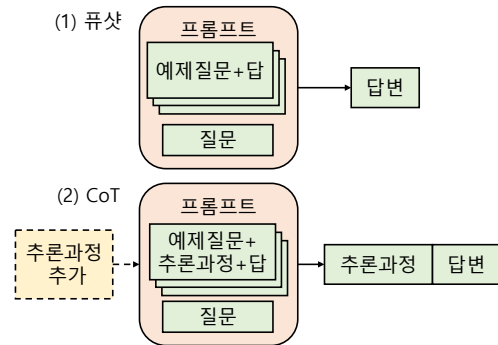 (1) 퓨샷
프롬프트
예제질문+답
질문
답변
(2) CoT
프롬프트
추론과정
추가
예제질문+
추론과정+답
질문
추론과정
답변